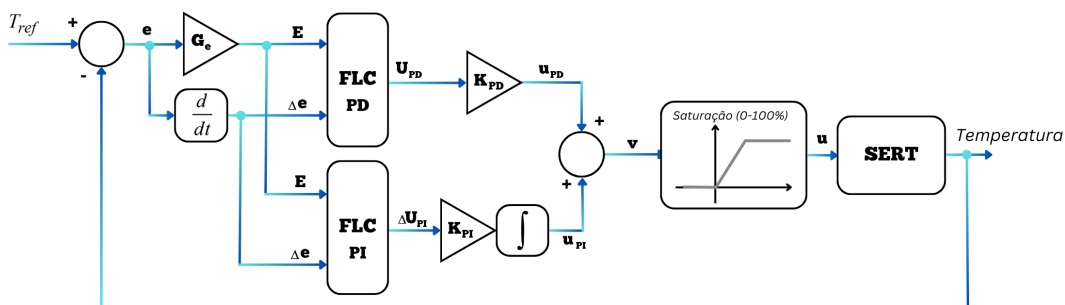 T_ref
+
-
e
G_e
d
dt
E
Δe
FLC
PD
U_PD
K_PD
u_PD
+
E
Δe
FLC
PI
ΔU_PI
K_PI
∫
u_PI
+
v
Saturação (0-100%)
u
SERT
Temperatura